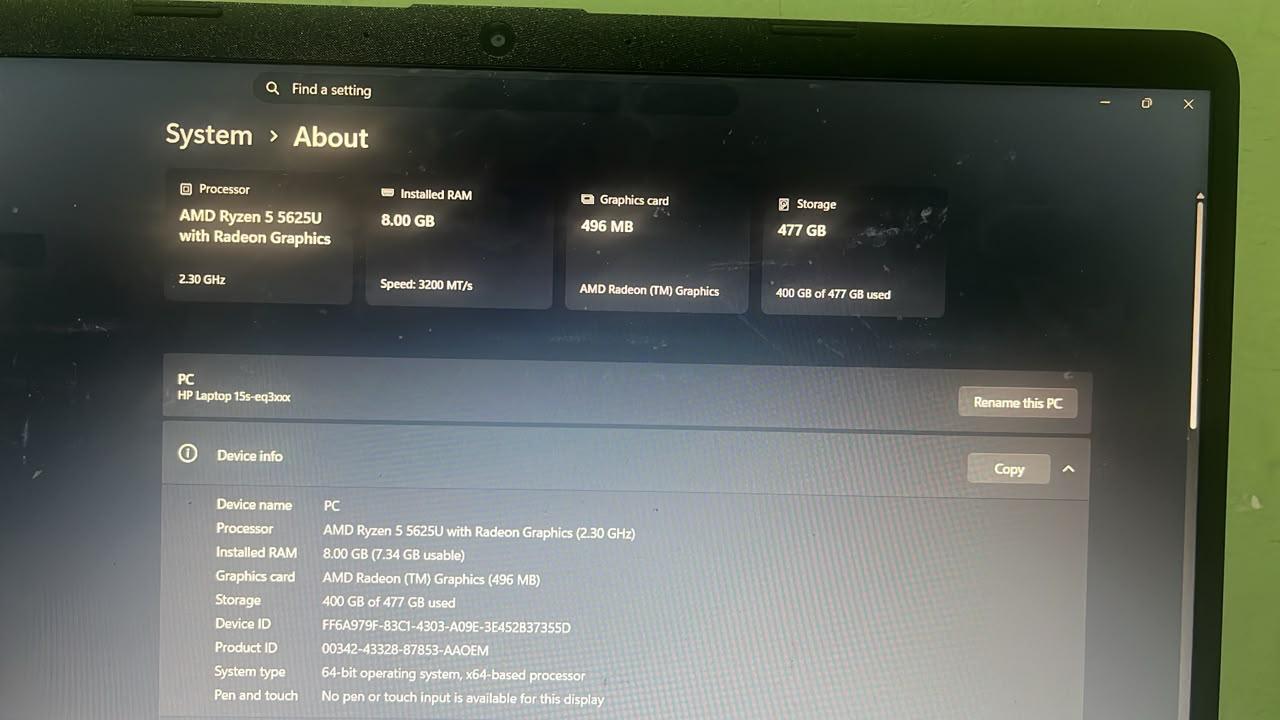 Find a setting
System > About
Processor
AMD Ryzen 5 5625U
with Radeon Graphics
2.30 GHz
Installed RAM
8.00 GB
Speed: 3200 MT/s
Graphics card
496 MB
AMD Radeon (TM) Graphics
Storage
477 GB
400 GB of 477 GB used
PC
HP Laptop 15s-eq3xxx
Rename this PC
Device info
Copy
Device name PC
Processor AMD Ryzen 5 5625U with Radeon Graphics (2.30 GHz)
Installed RAM 8.00 GB (7.34 GB usable)
Graphics card AMD Radeon (TM) Graphics (496 MB)
Storage 400 GB of 477 GB used
Device ID FF6A979F-83C1-4303-A09E-3E452B37355D
Product ID 00342-43328-87853-AAOEM
System type 64-bit operating system, x64-based processor
Pen and touch No pen or touch input is available for this display